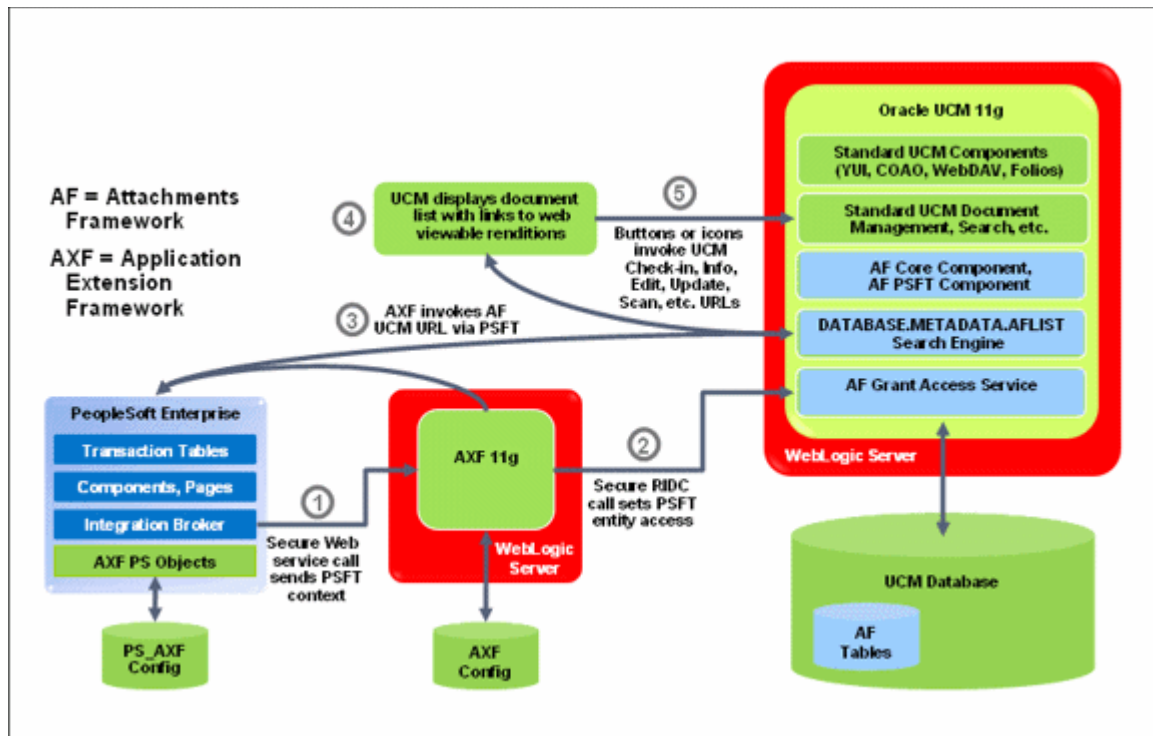 AF = Attachments
Framework
AXF = Application
Extension
Framework
4
UCM displays document
list with links to web
viewable renditions
5
Buttons or icons
invoke UCM
Check-in, Info,
Edit, Update,
Scan, etc. URLs
Oracle UCM 11g
Standard UCM Components
(YUI, COAO, WebDAV, Folios)
Standard UCM Document
Management, Search, etc.
AF Core Component,
AF PSFT Component
DATABASE.METADATA.AFLIST
Search Engine
AF Grant Access Service
WebLogic Server
3
AXF invokes AF
UCM URL via PSFT
PeopleSoft Enterprise
Transaction Tables
Components, Pages
Integration Broker
AXF PS Objects
1
Secure Web
service call
sends PSFT
context
AXF 11g
WebLogic
Server
2
Secure RIDC
call sets PSFT
entity access
PS_AXF
Config
AXF
Config
UCM Database
AF
Tables